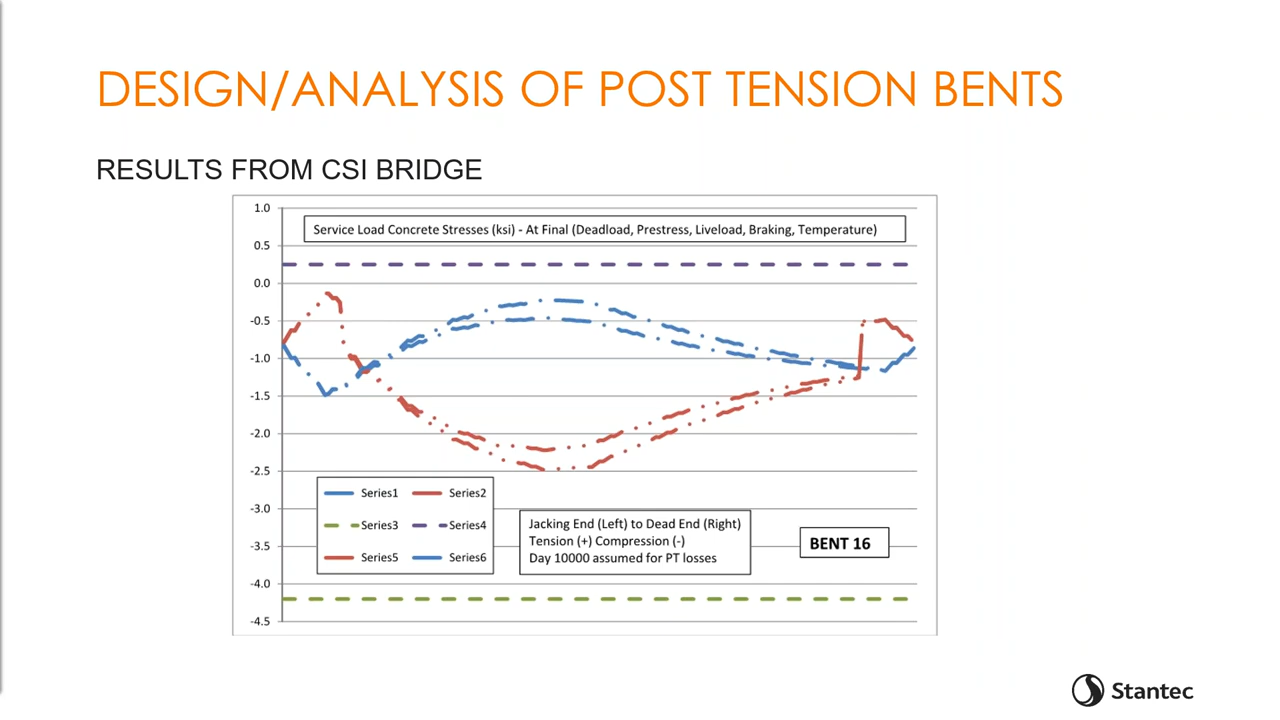 DESIGN/ANALYSIS OF POST TENSION BENTS
RESULTS FROM CSI BRIDGE
1.0
Service Load Concrete Stresses (ksi) - At Final (Deadload, Prestress, Liveload, Braking, Temperature)
0.5
0.0
-0.5
-1.0
-1.5
-2.0
-2.5
-3.0
-3.5
-4.0
-4.5
Series1 Series2
Series3 Series4
Series5 Series6
Jacking End (Left) to Dead End (Right)
Tension (+) Compression (-)
Day 10000 assumed for PT losses
BENT 16
Stantec